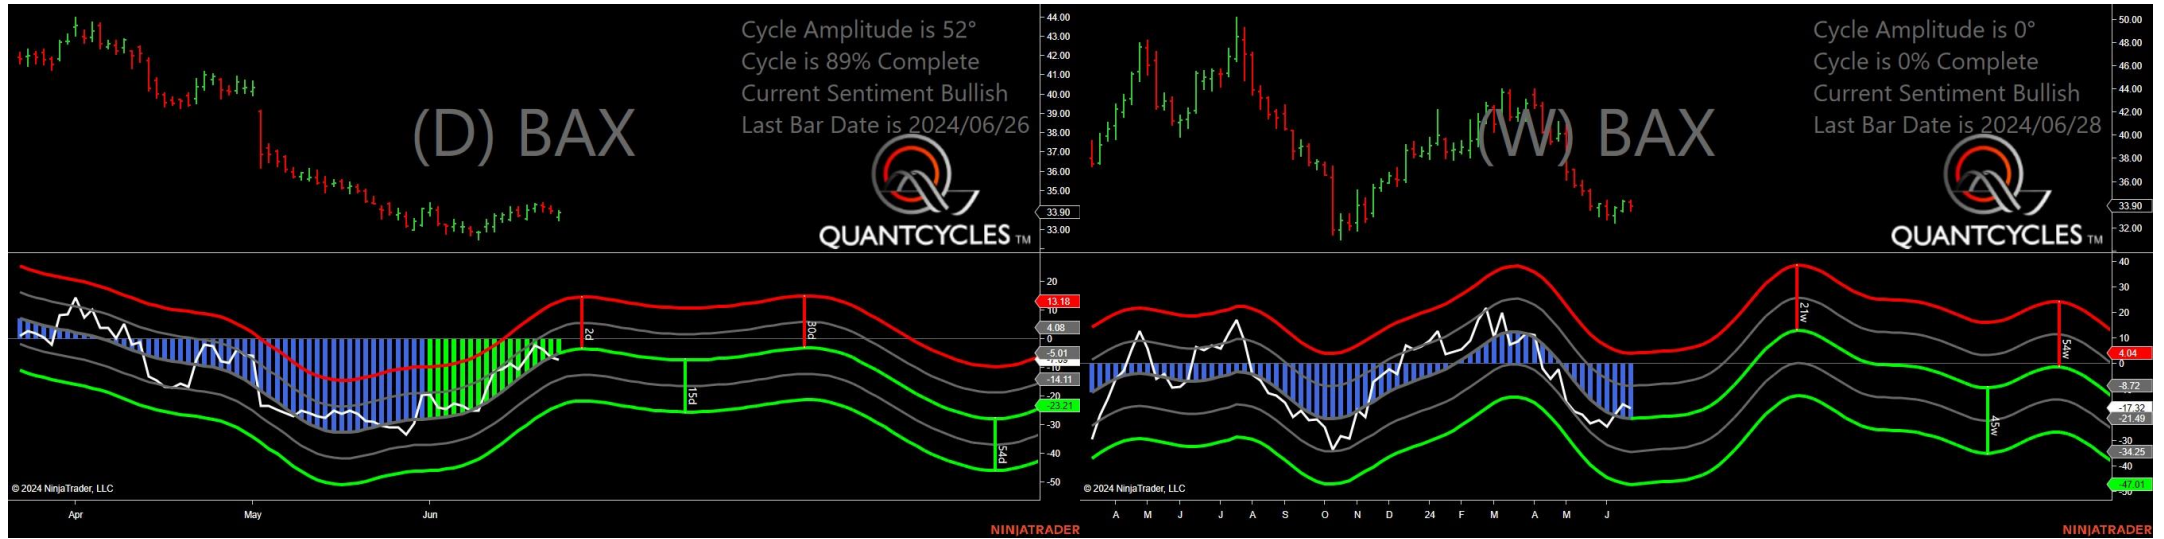 Cycle Amplitude is 52°
Cycle is 89% Complete
Current Sentiment Bullish
Last Bar Date is 2024/06/26
(D) BAX
QUANTCYCLES TM
44.00
43.00
42.00
41.00
40.00
39.00
38.00
37.00
36.00
35.00
33.90
33.00
20
13.18
10
4.08
0
-5.01
-10
-14.11
-20
-23.21
-30
-40
-50
2d
15d
30d
54d
© 2024 NinjaTrader, LLC
Apr May Jun
NINJATRADER
Cycle Amplitude is 0°
Cycle is 0% Complete
Current Sentiment Bullish
Last Bar Date is 2024/06/28
(W) BAX
QUANTCYCLES TM
50.00
48.00
46.00
44.00
42.00
40.00
38.00
36.00
33.90
32.00
40
30
20
10
4.04
0
-8.72
-17.32
-21.49
-30
-34.25
-40
-47.01
-50
21w
45w
54w
© 2024 NinjaTrader, LLC
A M J J A S O N D 24 F M A M J
NINJATRADER